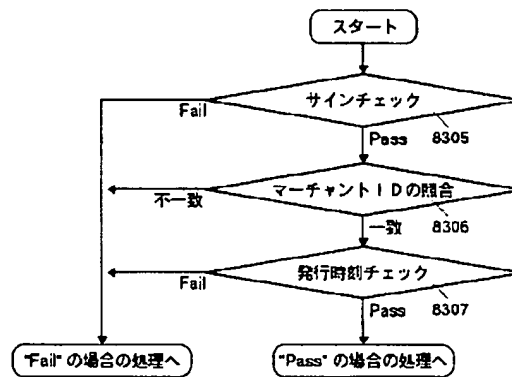 スタート
サインチェック
Fail
8305
Pass
マーチャントIDの照合
不一致
8306
一致
発行時刻チェック
Fail
8307
Pass
"Fail" の場合の処理へ
"Pass" の場合の処理へ